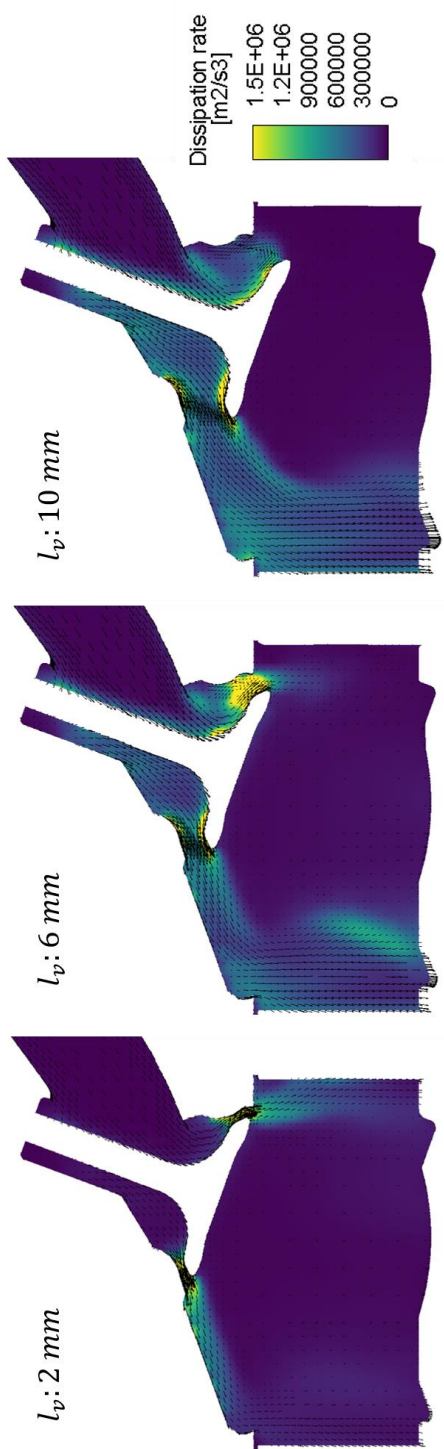 l_v: 2 mm
l_v: 6 mm
l_v: 10 mm
Dissipation rate
[m2/s3]
1.5E+06
1.2E+06
900000
600000
300000
0